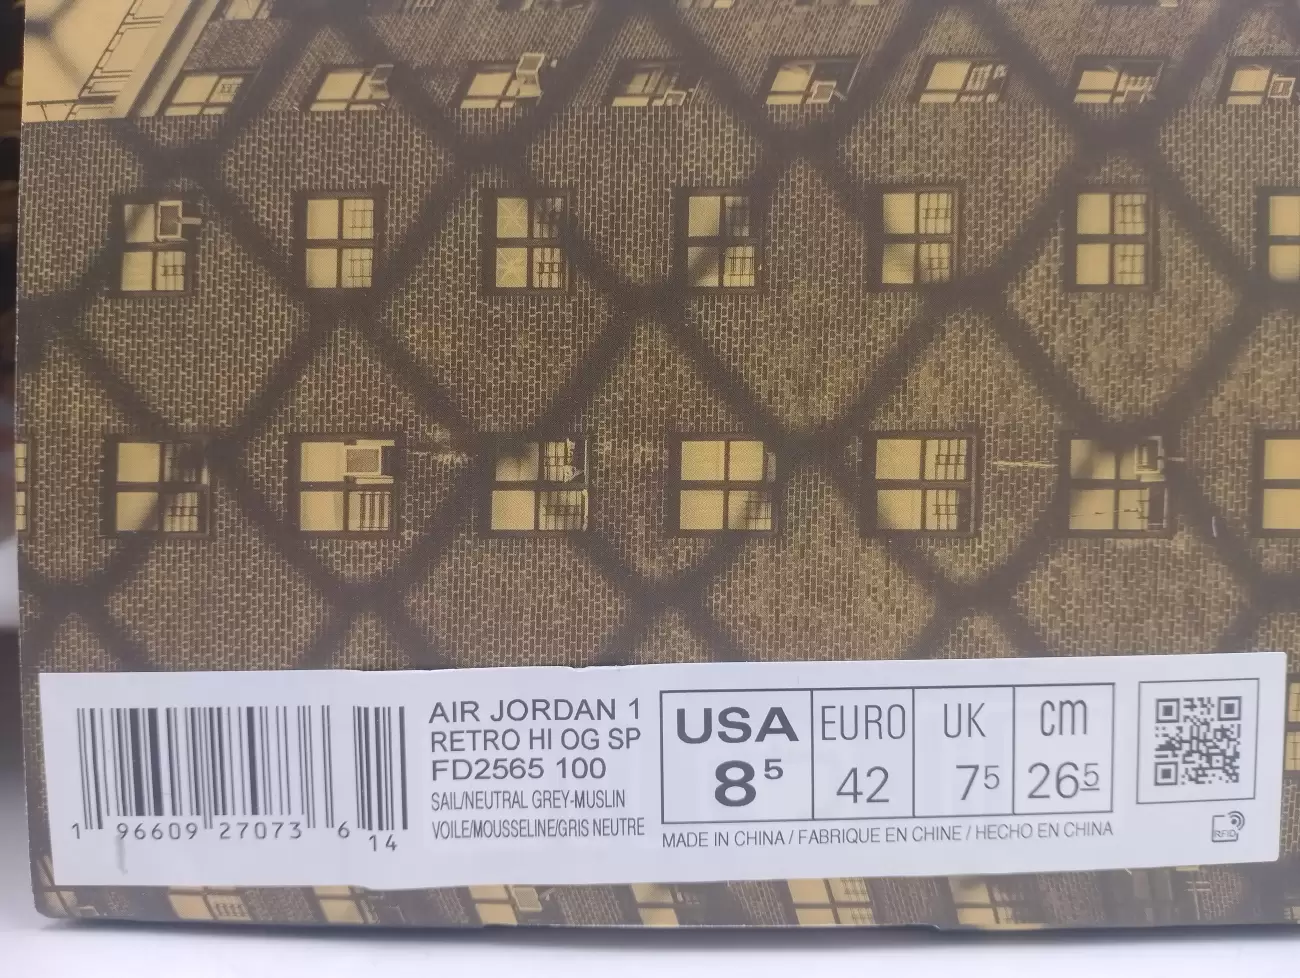 AIR JORDAN 1
RETRO HI OG SP
FD2565 100
SAIL/NEUTRAL GREY-MUSLIN
VOILE/MOUSSELINE/GRIS NEUTRE
1 96609 27073 6
14
USA EURO UK cm
8⁵ 42 7⁵ 26⁵
MADE IN CHINA / FABRIQUE EN CHINE / HECHO EN CHINA
RFID